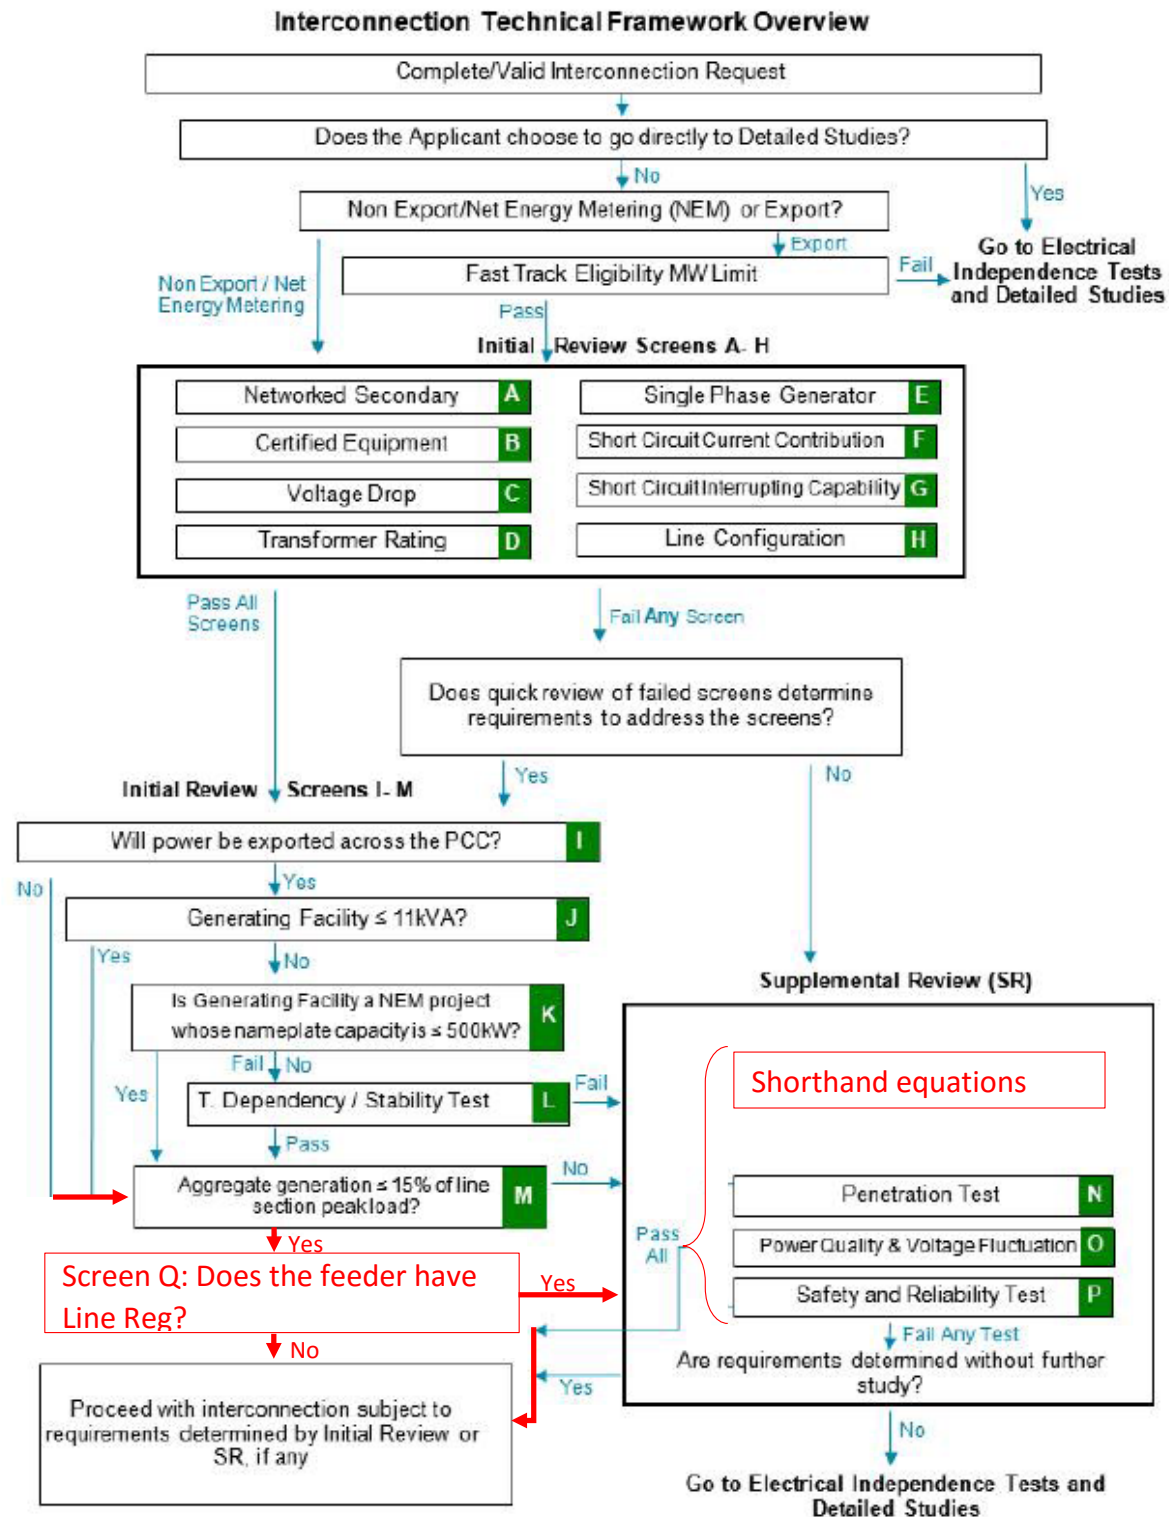 Interconnection Technical Framework Overview
Complete/Valid Interconnection Request
Does the Applicant choose to go directly to Detailed Studies?
No
Yes
Non Export/Net Energy Metering (NEM) or Export?
Export
Go to Electrical
Independence Tests
and Detailed Studies
Fast Track Eligibility MW Limit
Fail
Non Export / Net
Energy Metering
Pass
Initial Review Screens A- H
Networked Secondary A
Certified Equipment B
Voltage Drop C
Transformer Rating D
Single Phase Generator E
Short Circuit Current Contribution F
Short Circuit Interrupting Capability G
Line Configuration H
Pass All
Screens
Fail Any Screen
Does quick review of failed screens determine
requirements to address the screens?
Yes
No
Initial Review Screens I- M
Will power be exported across the PCC? I
No
Yes
Generating Facility ≤ 11kVA? J
Yes
No
Is Generating Facility a NEM project
whose nameplate capacity is ≤ 500kW?
K
Fail No
Yes
T. Dependency / Stability Test L
Fail
Pass
Aggregate generation ≤ 15% of line
section peak load?
M
No
Yes
Screen Q: Does the feeder have
Line Reg?
Yes
No
Proceed with interconnection subject to
requirements determined by Initial Review or
SR, if any
Supplemental Review (SR)
Shorthand equations
Penetration Test N
Power Quality & Voltage Fluctuation O
Safety and Reliability Test P
Pass
All
Fail Any Test
Are requirements determined without further
study?
Yes
No
Go to Electrical Independence Tests and
Detailed Studies